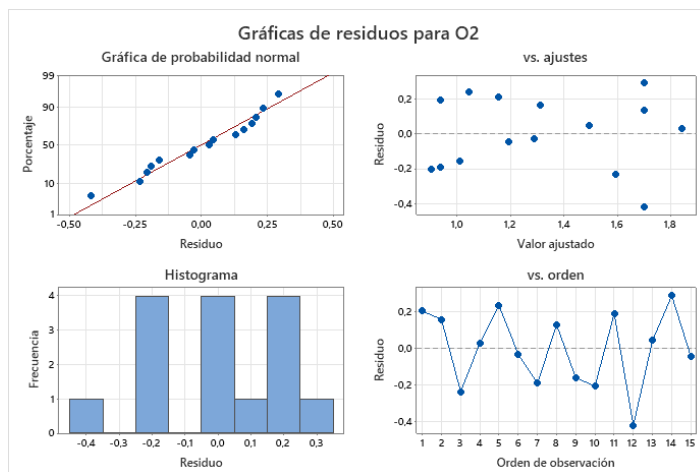 Gráficas de residuos para O2
Gráfica de probabilidad normal
99
90
50
10
1
Porcentaje
-0,50 -0,25 0,00 0,25 0,50
Residuo
vs. ajustes
0,2
0,0
-0,2
-0,4
Residuo
1,0 1,2 1,4 1,6 1,8
Valor ajustado
Histograma
4
3
2
1
0
Frecuencia
-0,4 -0,3 -0,2 -0,1 0,0 0,1 0,2 0,3
Residuo
vs. orden
0,2
0,0
-0,2
-0,4
Residuo
1 2 3 4 5 6 7 8 9 10 11 12 13 14 15
Orden de observación